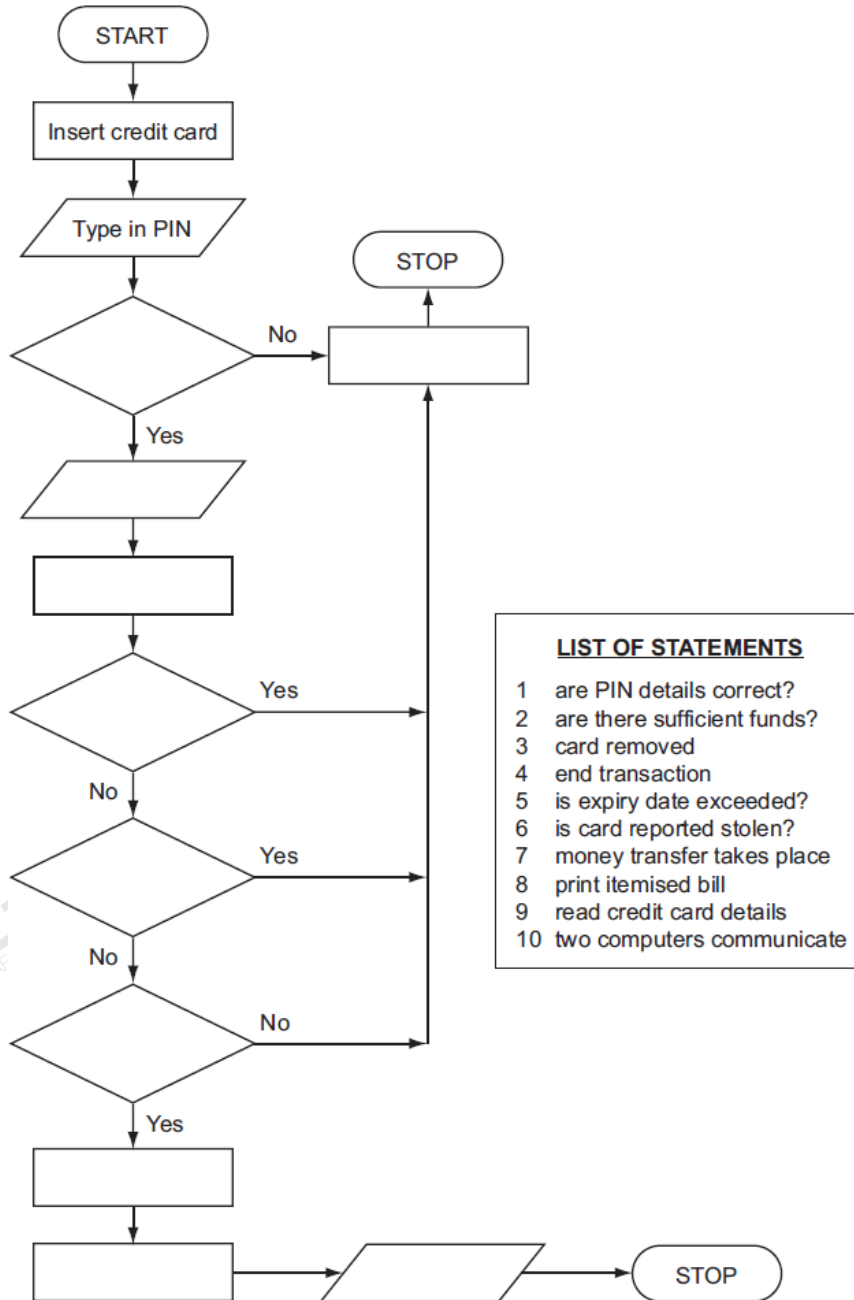 START
Insert credit card
Type in PIN
STOP
No
Yes
Yes
No
Yes
No
No
Yes
STOP
LIST OF STATEMENTS
1 are PIN details correct?
2 are there sufficient funds?
3 card removed
4 end transaction
5 is expiry date exceeded?
6 is card reported stolen?
7 money transfer takes place
8 print itemised bill
9 read credit card details
10 two computers communicate